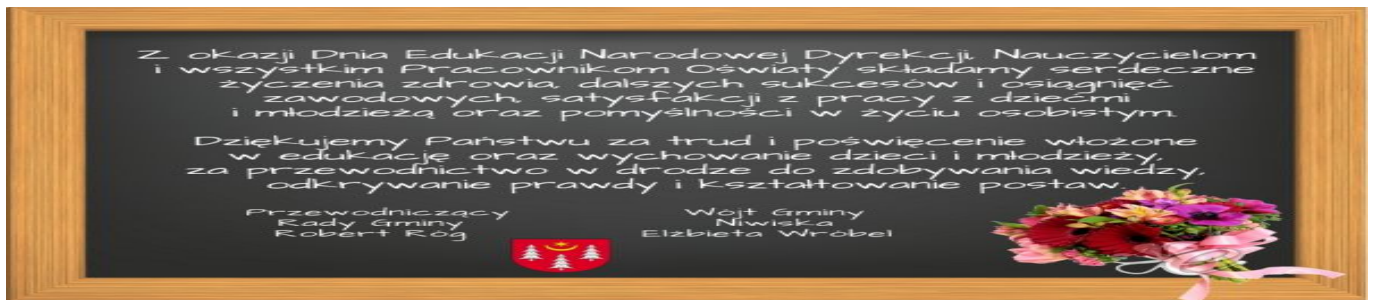 Z okazji Dnia Edukacji Narodowej Dyrekcji, Nauczycielom
i wszystkim Pracownikom Oświaty składamy serdeczne
życzenia zdrowia, dalszych sukcesów i osiągnięć
zawodowych, satysfakcji z pracy z dziećmi
i młodzieżą oraz pomyślności w życiu osobistym.
Dziękujemy Państwu za trud i poświęcenie włożone
w edukację oraz wychowanie dzieci i młodzieży,
za przewodnictwo w drodze do zdobywania wiedzy,
odkrywanie prawdy i kształtowanie postaw.
Przewodniczący
Rady Gminy
Robert Róg
Wójt Gminy
Niwiska
Elżbieta Wróbel